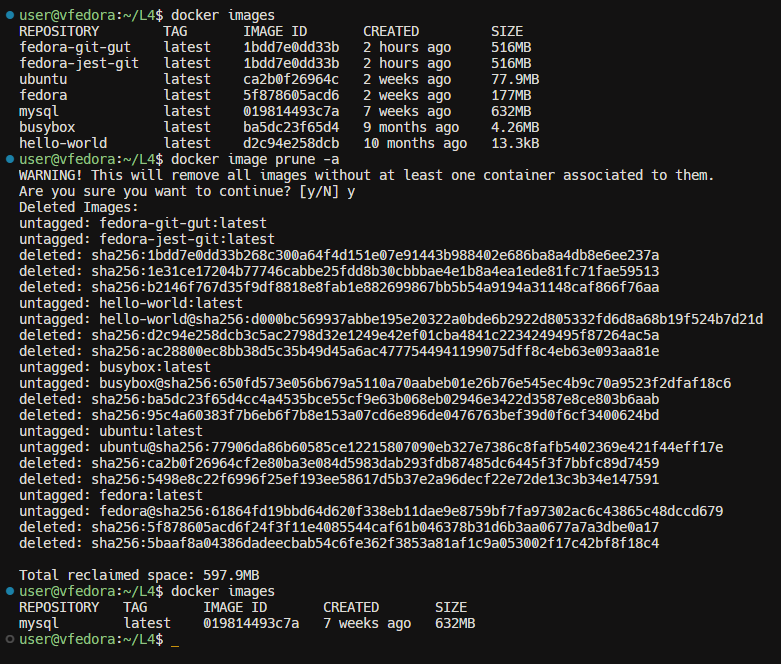 user@vfedora:~/L4$ docker images
REPOSITORY TAG IMAGE ID CREATED SIZE
fedora-git-gut latest 1bdd7e0dd33b 2 hours ago 516MB
fedora-jest-git latest 1bdd7e0dd33b 2 hours ago 516MB
ubuntu latest ca2b0f26964c 2 weeks ago 77.9MB
fedora latest 5f878605acd6 2 weeks ago 177MB
mysql latest 019814493c7a 7 weeks ago 632MB
busybox latest ba5dc23f65d4 9 months ago 4.26MB
hello-world latest d2c94e258dcb 10 months ago 13.3kB
user@vfedora:~/L4$ docker image prune -a
WARNING! This will remove all images without at least one container associated to them.
Are you sure you want to continue? [y/N] y
Deleted Images:
untagged: fedora-git-gut:latest
untagged: fedora-jest-git:latest
deleted: sha256:1bdd7e0dd33b268c300a64f4d151e07e91443b988402e686ba8a4db8e6ee237a
deleted: sha256:1e31ce17204b77746cabbe25fdd8b30cbbbae4e1b8a4ea1ede81fc71fae59513
deleted: sha256:b2146f767d35f9df8818e8fab1e882699867bb5b54a9194a31148caf866f76aa
untagged: hello-world:latest
untagged: hello-world@sha256:d000bc569937abbe195e20322a0bde6b2922d805332fd6d8a68b19f524b7d21d
deleted: sha256:d2c94e258dcb3c5ac2798d32e1249e42ef01cba4841c2234249495f87264ac5a
deleted: sha256:ac28800ec8bb38d5c35b49d45a6ac4777544941199075dff8c4eb63e093aa81e
untagged: busybox:latest
untagged: busybox@sha256:650fd573e056b679a5110a70aabeb01e26b76e545ec4b9c70a9523f2dfaf18c6
deleted: sha256:ba5dc23f65d4cc4a4535bce55cf9e63b068eb02946e3422d3587e8ce803b6aab
deleted: sha256:95c4a60383f7b6eb6f7b8e153a07cd6e896de0476763bef39d0f6cf3400624bd
untagged: ubuntu:latest
untagged: ubuntu@sha256:77906da86b60585ce12215807090eb327e7386c8fafb5402369e421f44eff17e
deleted: sha256:ca2b0f26964cf2e80ba3e084d5983dab293fdb87485dc6445f3f7bbfc89d7459
deleted: sha256:5498e8c22f6996f25ef193ee58617d5b37e2a96decf22e72de13c3b34e147591
untagged: fedora:latest
untagged: fedora@sha256:61864fd19bbd64d620f338eb11dae9e8759bf7fa97302ac6c43865c48dccd679
deleted: sha256:5f878605acd6f24f3f11e4085544caf61b046378b31d6b3aa0677a7a3dbe0a17
deleted: sha256:5baaf8a04386dadeecbab54c6fe362f3853a81af1c9a053002f17c42bf8f18c4
Total reclaimed space: 597.9MB
user@vfedora:~/L4$ docker images
REPOSITORY TAG IMAGE ID CREATED SIZE
mysql latest 019814493c7a 7 weeks ago 632MB
user@vfedora:~/L4$ _